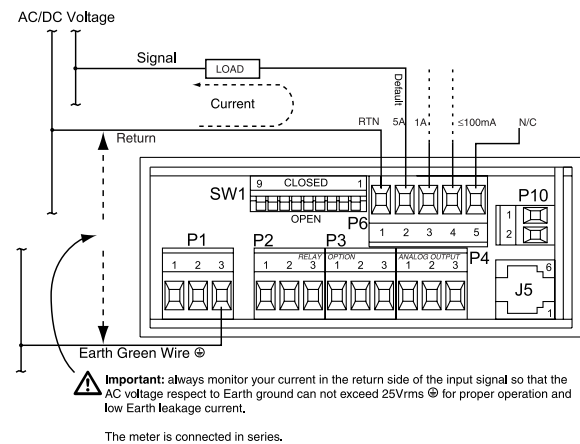 AC/DC Voltage
Signal
LOAD
Current
Default
Return
RTN 5A 1A ≤100mA N/C
SW1
9 CLOSED 1
OPEN
P6
1 2 3 4 5
P10
1
2
P1
1 2 3
P2
RELAY
1 2 3
P3
OPTION
1 2 3
ANALOG OUTPUT
1 2 3
P4
6
J5
1
Earth Green Wire ⏚
Important: always monitor your current in the return side of the input signal so that the
AC voltage respect to Earth ground can not exceed 25Vrms ⏚ for proper operation and
low Earth leakage current.
The meter is connected in series.